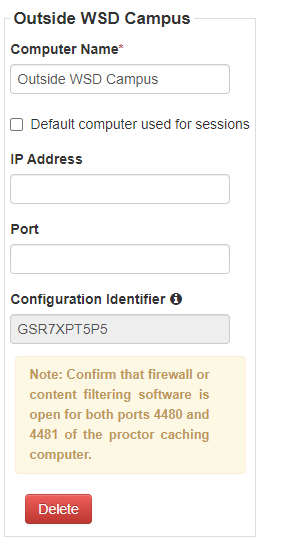 Outside WSD Campus
Computer Name*
Outside WSD Campus
Default computer used for sessions
IP Address
Port
Configuration Identifier
GSR7XPT5P5
Note: Confirm that firewall or
content filtering software is
open for both ports 4480 and
4481 of the proctor caching
computer.
Delete